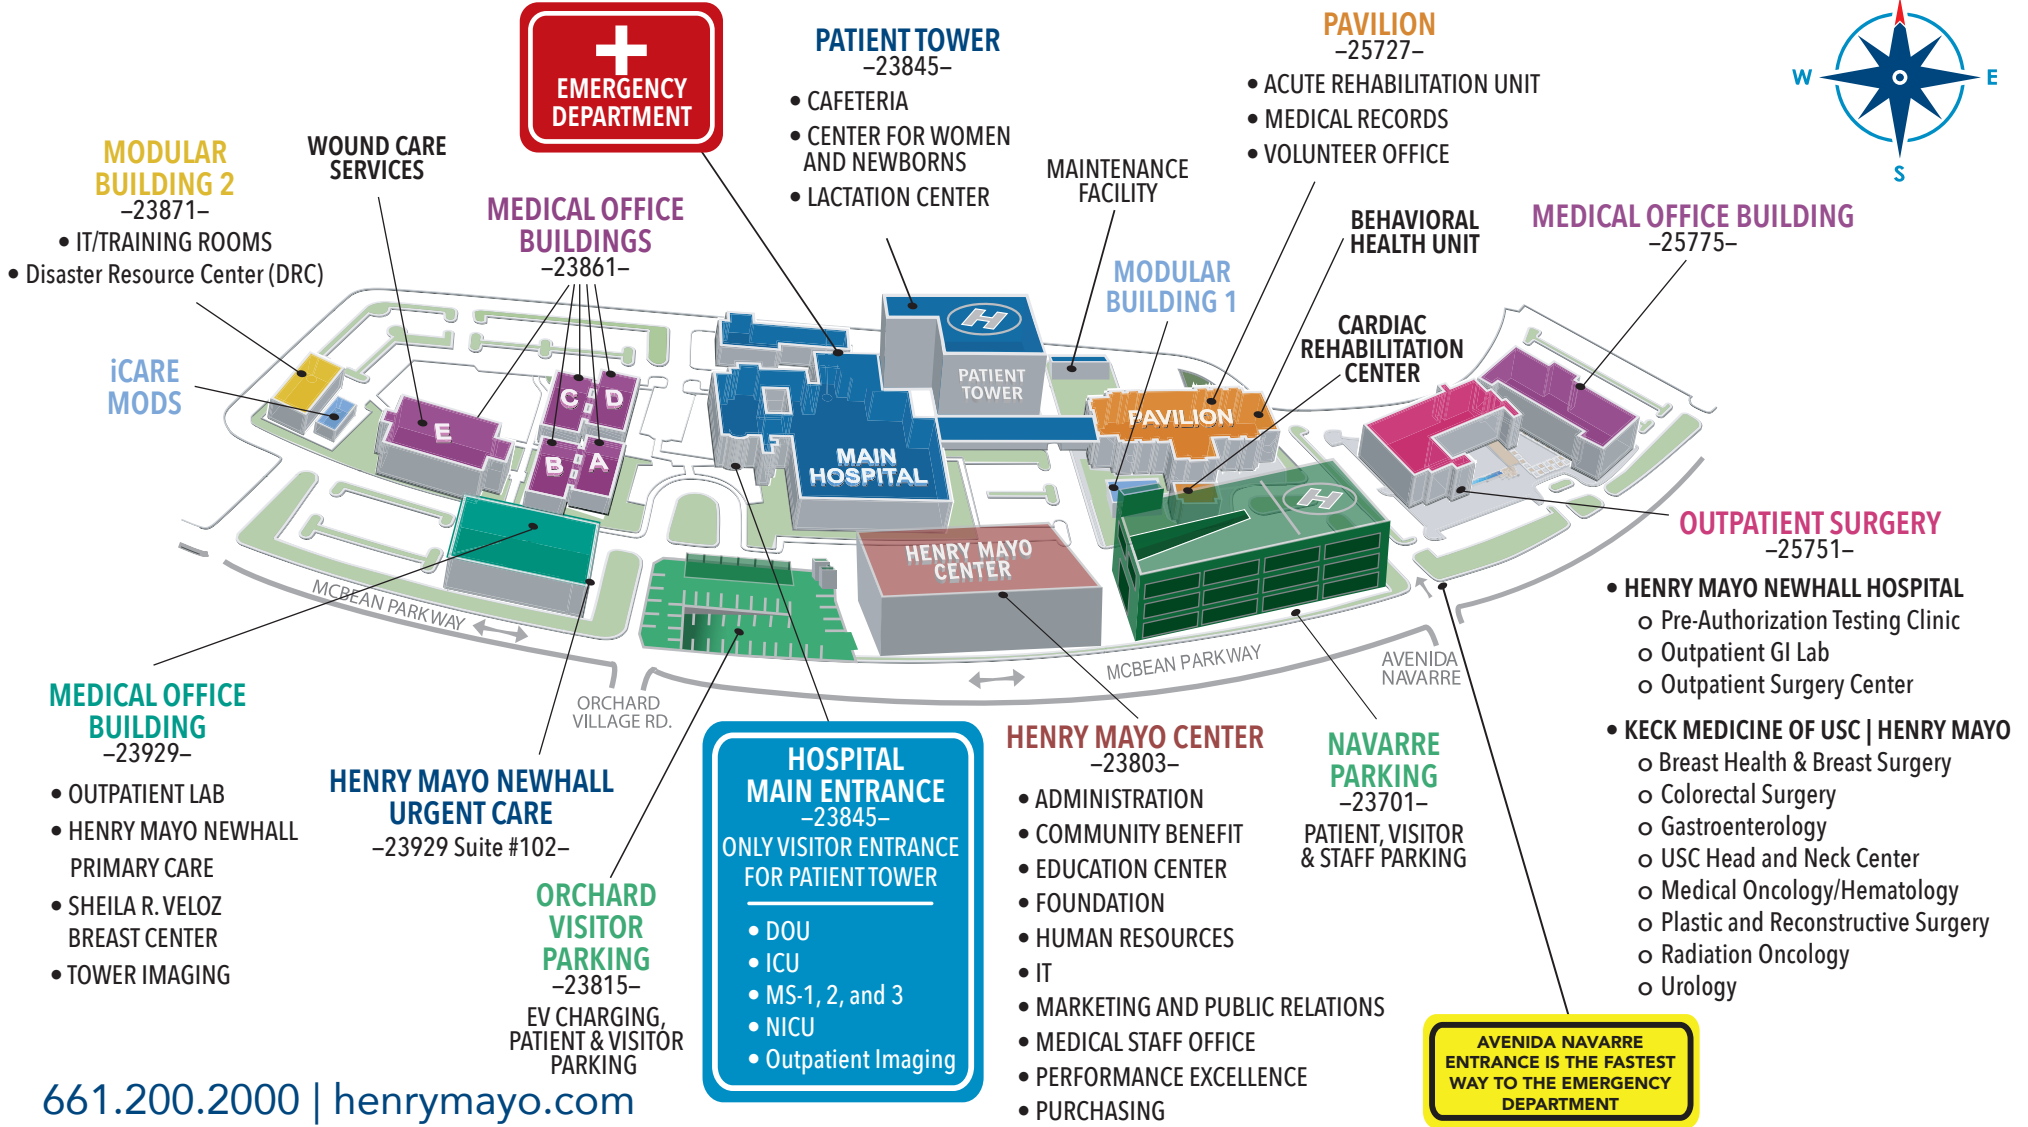 EMERGENCY
DEPARTMENT
PATIENT TOWER
–23845–
• CAFETERIA
• CENTER FOR WOMEN
AND NEWBORNS
• LACTATION CENTER
PAVILION
–25727–
• ACUTE REHABILITATION UNIT
• MEDICAL RECORDS
• VOLUNTEER OFFICE
W
E
S
MODULAR
BUILDING 2
–23871–
• IT/TRAINING ROOMS
• Disaster Resource Center (DRC)
WOUND CARE
SERVICES
MEDICAL OFFICE
BUILDINGS
–23861–
MAINTENANCE
FACILITY
MODULAR
BUILDING 1
BEHAVIORAL
HEALTH UNIT
CARDIAC
REHABILITATION
CENTER
MEDICAL OFFICE BUILDING
–25775–
iCARE
MODS
E
C
D
B
A
H
PATIENT
TOWER
MAIN
HOSPITAL
PAVILION
H
HENRY MAYO
CENTER
MCBEAN PARKWAY
ORCHARD
VILLAGE RD.
MCBEAN PARKWAY
AVENIDA
NAVARRE
MEDICAL OFFICE
BUILDING
–23929–
• OUTPATIENT LAB
• HENRY MAYO NEWHALL
PRIMARY CARE
• SHEILA R. VELOZ
BREAST CENTER
• TOWER IMAGING
HENRY MAYO NEWHALL
URGENT CARE
–23929 Suite #102–
ORCHARD
VISITOR
PARKING
–23815–
EV CHARGING,
PATIENT & VISITOR
PARKING
HOSPITAL
MAIN ENTRANCE
–23845–
ONLY VISITOR ENTRANCE
FOR PATIENT TOWER
• DOU
• ICU
• MS-1, 2, and 3
• NICU
• Outpatient Imaging
HENRY MAYO CENTER
–23803–
• ADMINISTRATION
• COMMUNITY BENEFIT
• EDUCATION CENTER
• FOUNDATION
• HUMAN RESOURCES
• IT
• MARKETING AND PUBLIC RELATIONS
• MEDICAL STAFF OFFICE
• PERFORMANCE EXCELLENCE
• PURCHASING
NAVARRE
PARKING
–23701–
PATIENT, VISITOR
& STAFF PARKING
OUTPATIENT SURGERY
–25751–
• HENRY MAYO NEWHALL HOSPITAL
o Pre-Authorization Testing Clinic
o Outpatient GI Lab
o Outpatient Surgery Center
• KECK MEDICINE OF USC | HENRY MAYO
o Breast Health & Breast Surgery
o Colorectal Surgery
o Gastroenterology
o USC Head and Neck Center
o Medical Oncology/Hematology
o Plastic and Reconstructive Surgery
o Radiation Oncology
o Urology
AVENIDA NAVARRE
ENTRANCE IS THE FASTEST
WAY TO THE EMERGENCY
DEPARTMENT
661.200.2000 | henrymayo.com